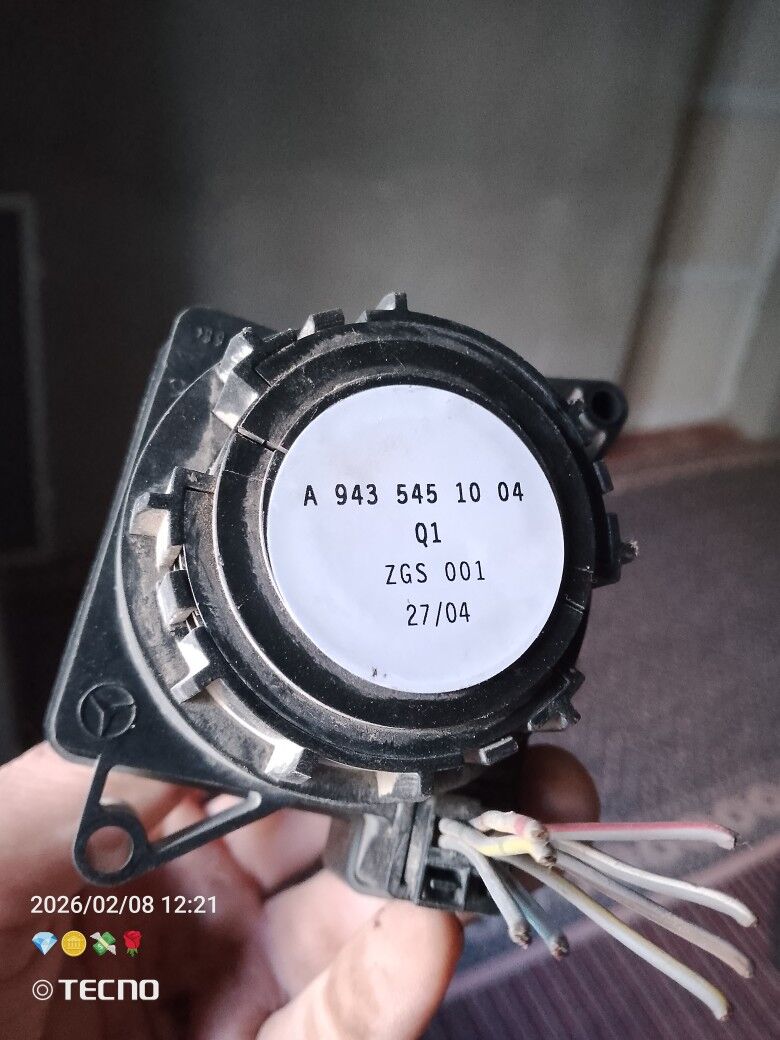 A 943 545 10 04
Q1
ZGS 001
27/04
2026/02/08 12:21
💎🪙💸🌹
TECNO